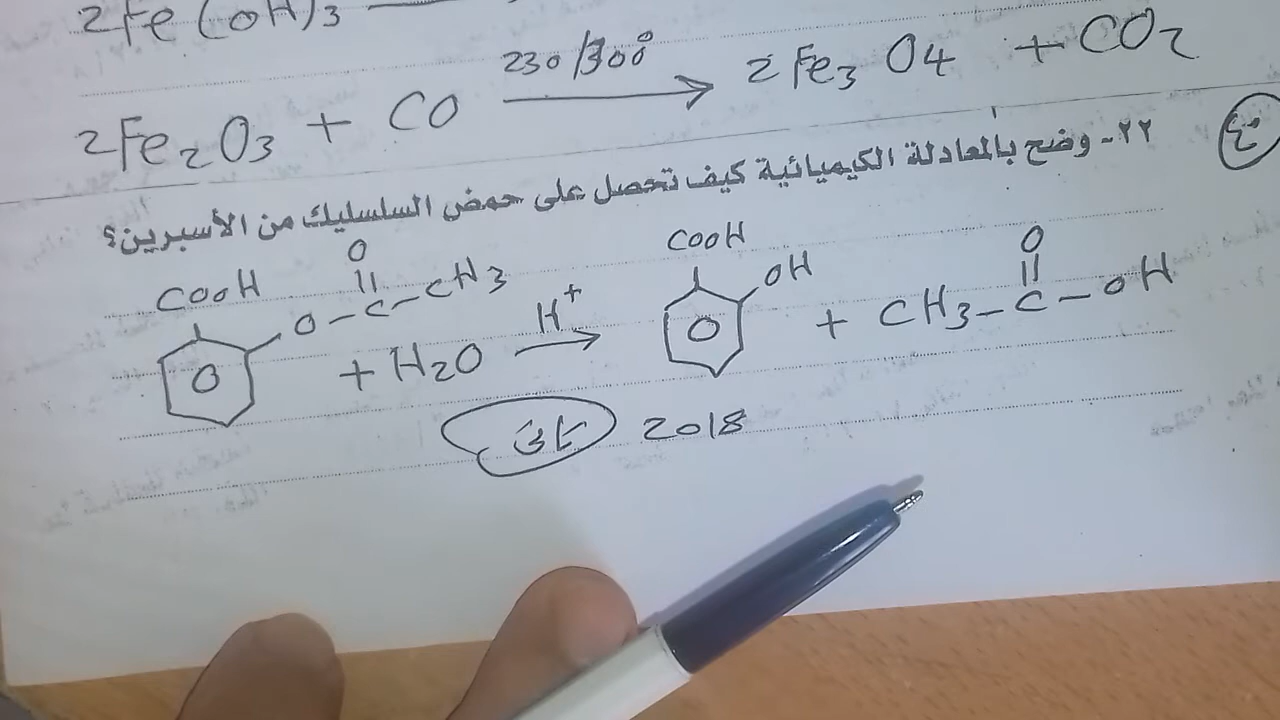 2Fe(OH)3
2Fe2O3 + CO 230/300° 2Fe3O4 + CO2
٢٢- وضح بالمعادلة الكيميائية كيف تحصل على حمض السلسليك من الأسبرين؟
COOH O COOH O
O-C-CH3 + H2O H+ OH + CH3-C-OH
2018